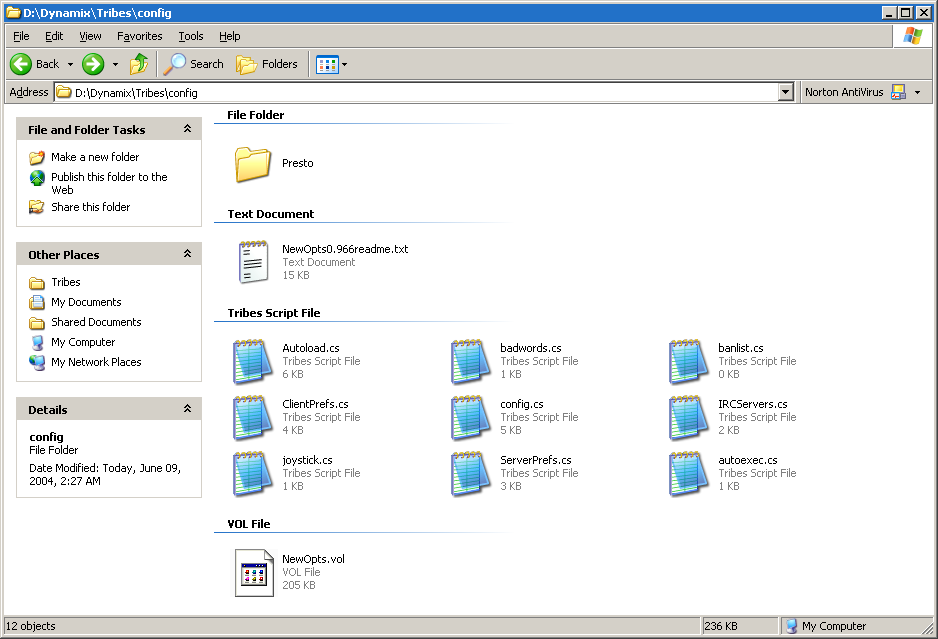 D:\Dynamix\Tribes\config
File Edit View Favorites Tools Help
Back Search Folders
Address D:\Dynamix\Tribes\config Norton AntiVirus
File and Folder Tasks
Make a new folder
Publish this folder to the
Web
Share this folder
Other Places
Tribes
My Documents
Shared Documents
My Computer
My Network Places
Details
config
File Folder
Date Modified: Today, June 09,
2004, 2:27 AM
File Folder
Presto
Text Document
NewOpts0.966readme.txt
Text Document
15 KB
Tribes Script File
Autoload.cs
Tribes Script File
6 KB
badwords.cs
Tribes Script File
1 KB
banlist.cs
Tribes Script File
0 KB
ClientPrefs.cs
Tribes Script File
4 KB
config.cs
Tribes Script File
5 KB
IRCServers.cs
Tribes Script File
2 KB
joystick.cs
Tribes Script File
1 KB
ServerPrefs.cs
Tribes Script File
3 KB
autoexec.cs
Tribes Script File
1 KB
VOL File
NewOpts.vol
VOL File
205 KB
12 objects 236 KB My Computer